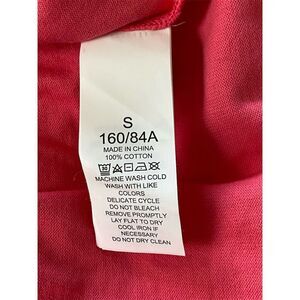 S
160/84A
MADE IN CHINA
100% COTTON
MACHINE WASH COLD
WASH WITH LIKE
COLORS
DELICATE CYCLE
DO NOT BLEACH
REMOVE PROMPTLY
LAY FLAT TO DRY
COOL IRON IF
NECESSARY
DO NOT DRY CLEAN